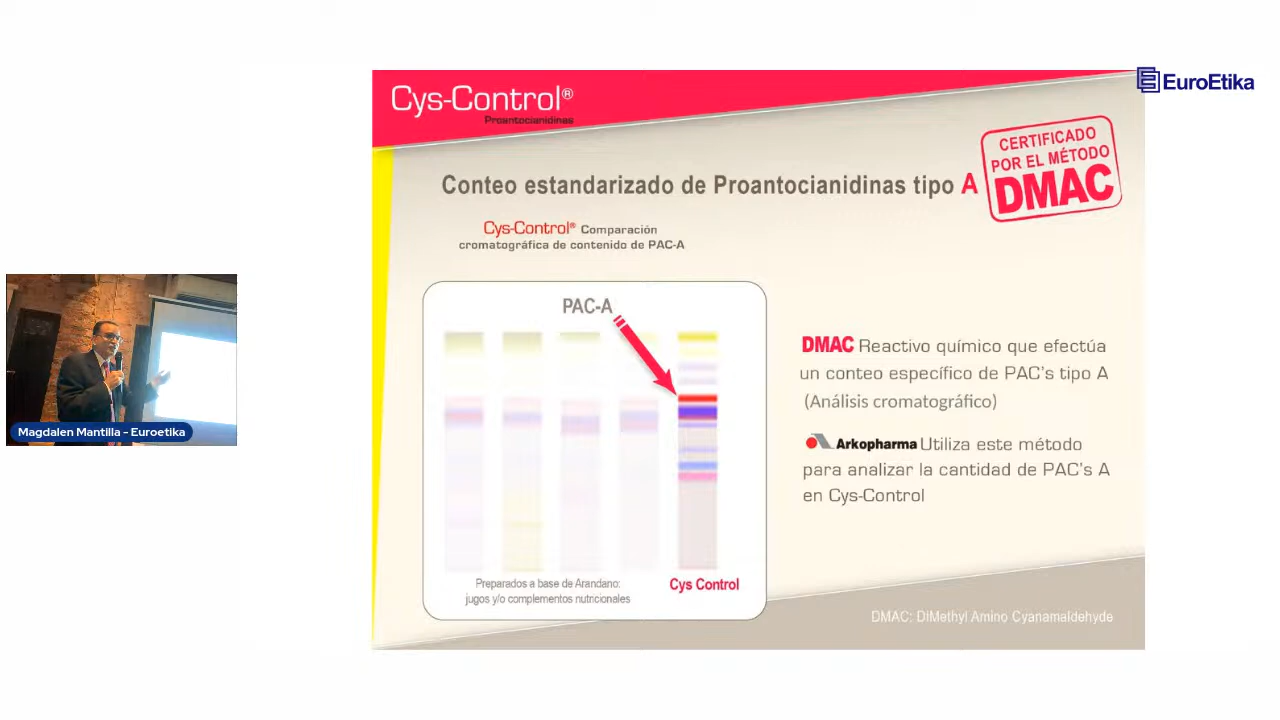 Cys-Control®
Proantocianidinas
EuroEtika
CERTIFICADO
POR EL MÉTODO
DMAC
Conteo estandarizado de Proantocianidinas tipo A
Cys-Control® Comparación
cromatográfica de contenido de PAC-A
PAC-A
Preparados a base de Arandano:
jugos y/o complementos nutricionales
Cys Control
DMAC Reactivo químico que efectúa
un conteo específico de PAC's tipo A
(Análisis cromatográfico)
Arkopharma Utiliza este método
para analizar la cantidad de PAC's A
en Cys-Control
DMAC: DIMethyl Amino Cyanamaldehyde
Magdalen Mantilla - Euroetika